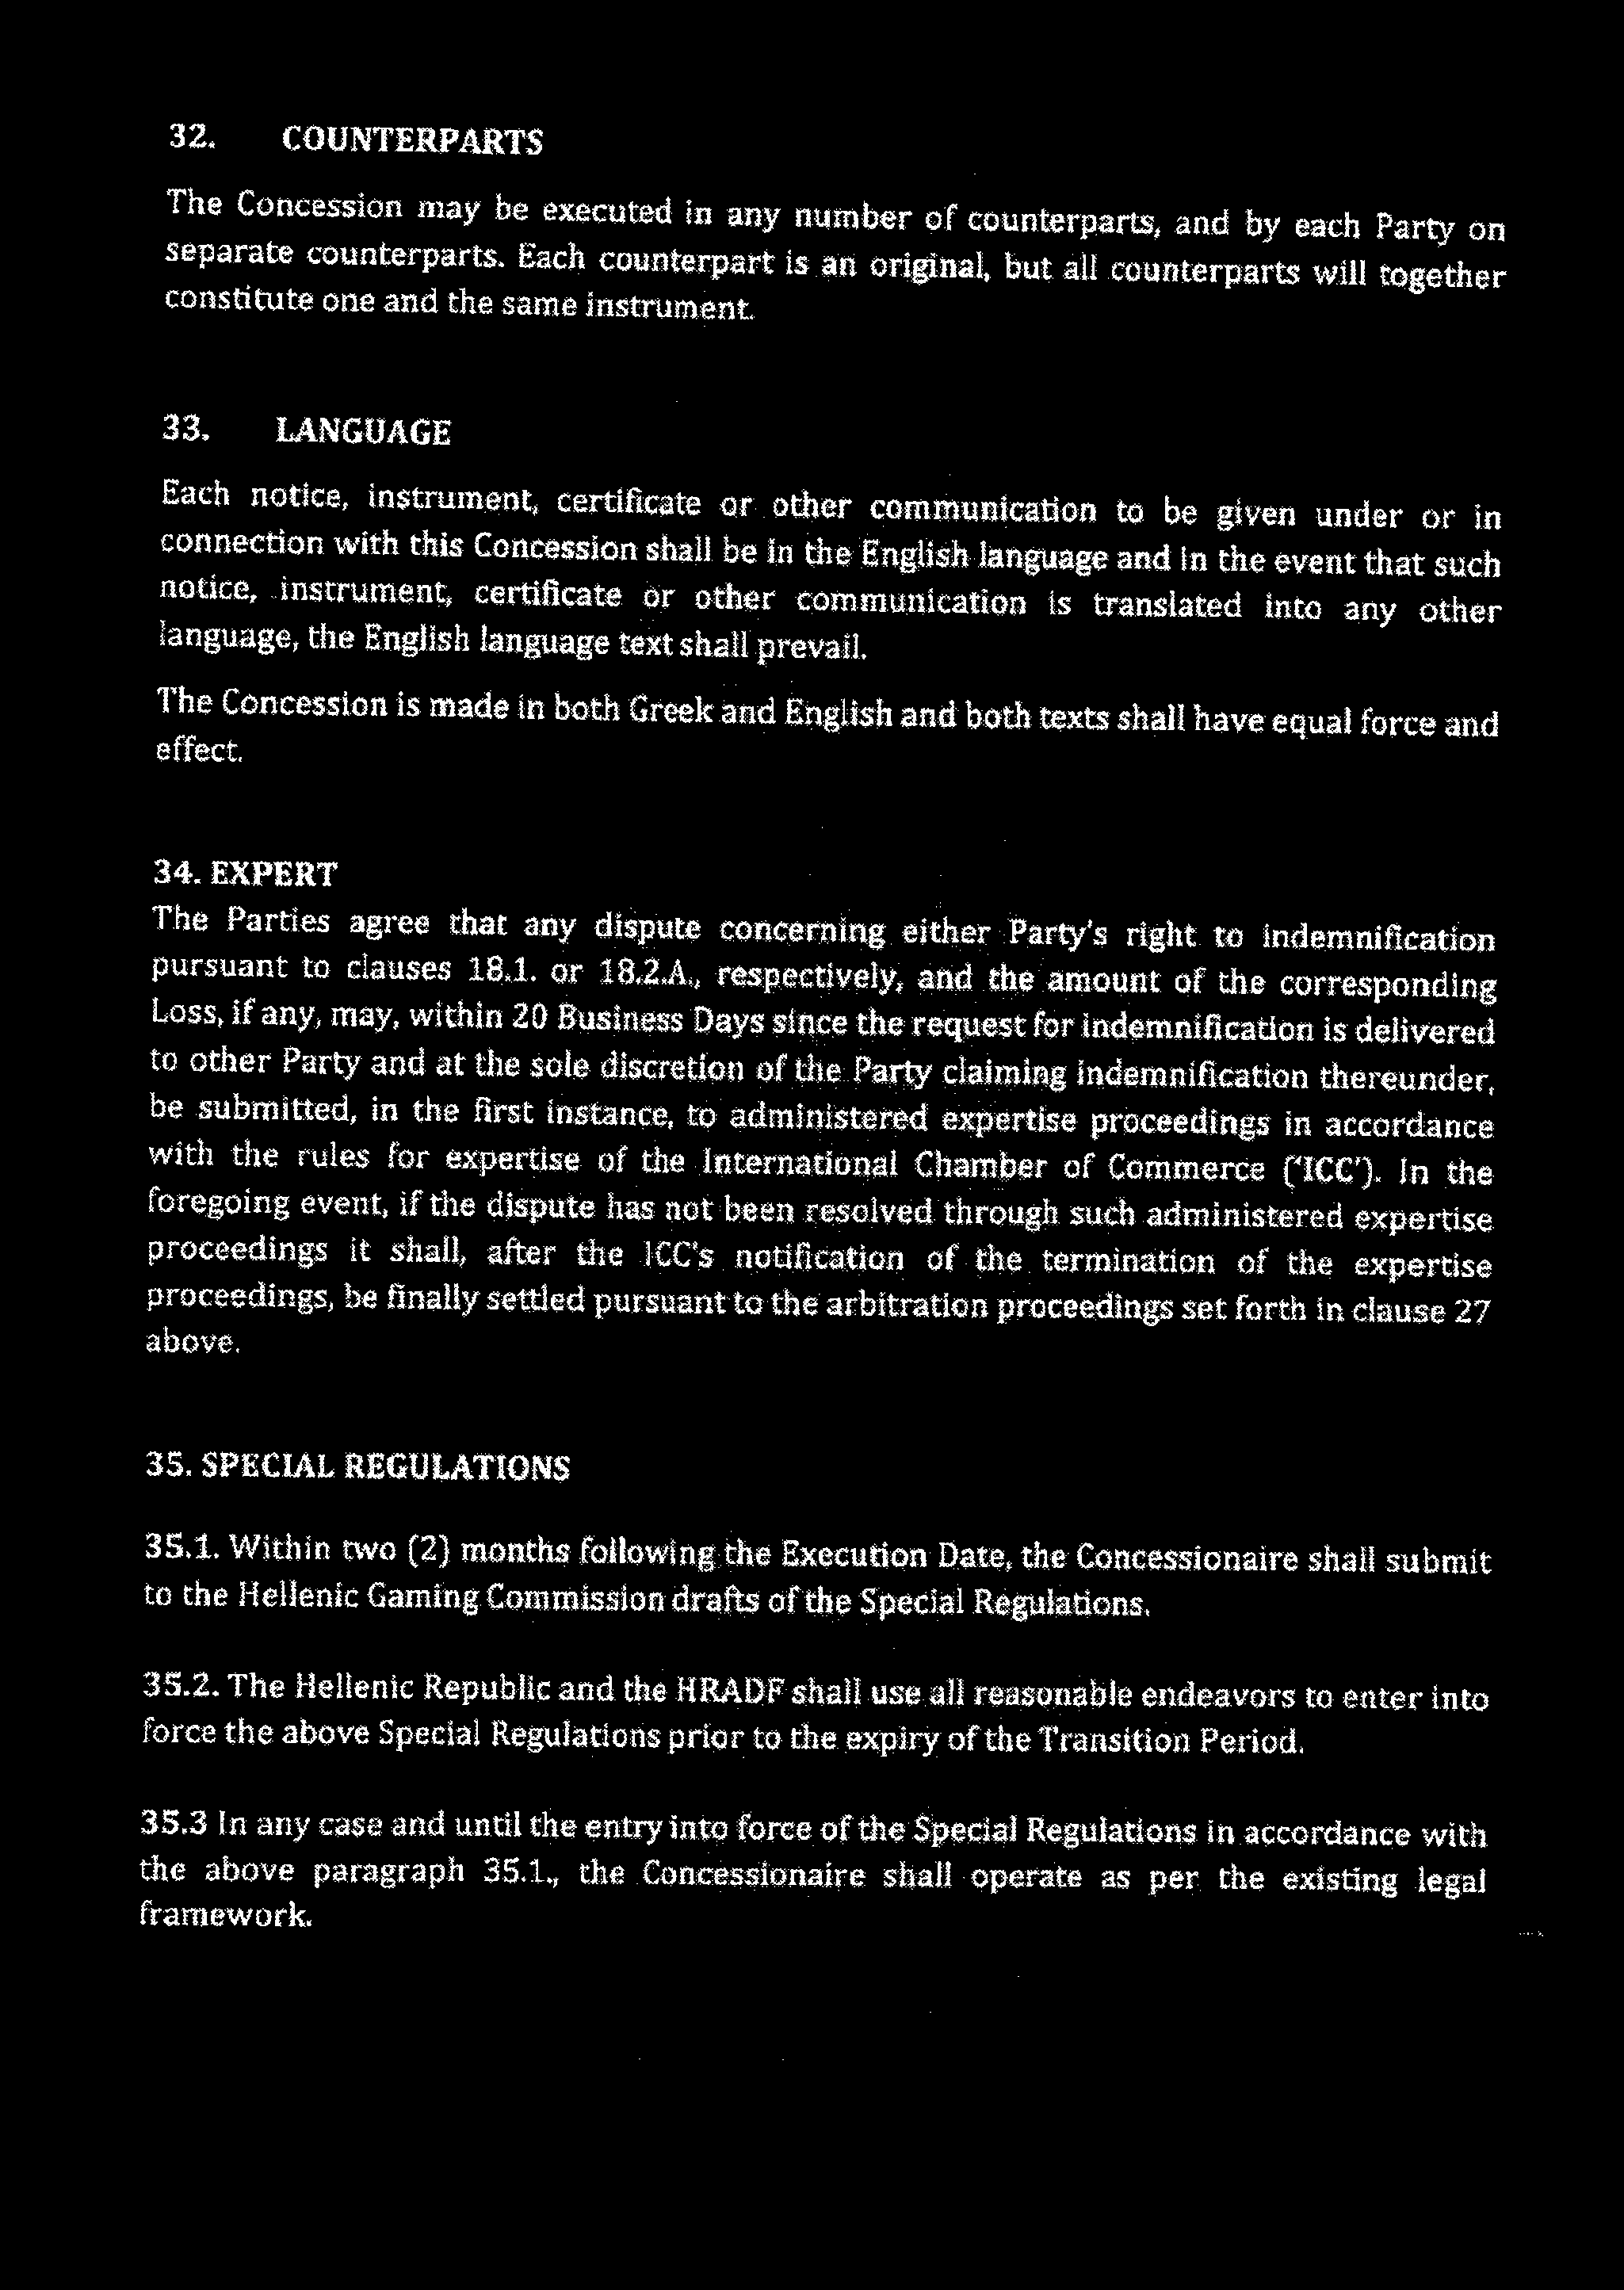 32. COUNTERPARTS
The Concession may be executed in any number of counterparts, and by each Party on
separate counterparts. Each counterpart is an original, but all counterparts will together
constitute one and the same instrument.
33. LANGUAGE
Each notice, instrument, certificate or other communication to be given under or in
connection with this Concession shall be in the English language and in the event that such
notice, instrument, certificate or other communication is translated into any other
language, the English language text shall prevail.
The Concession is made in both Greek and English and both texts shall have equal force and
effect.
34. EXPERT
The Parties agree that any dispute concerning either Party's right to indemnification
pursuant to clauses 18.1. or 18.2.A., respectively, and the amount of the corresponding
Loss, if any, may, within 20 Business Days since the request for indemnification is delivered
to other Party and at the sole discretion of the Party claiming indemnification thereunder,
be submitted, in the first instance, to administered expertise proceedings in accordance
with the rules for expertise of the International Chamber of Commerce ('ICC'). In the
foregoing event, if the dispute has not been resolved through such administered expertise
proceedings it shall, after the ICC's notification of the termination of the expertise
proceedings, be finally settled pursuant to the arbitration proceedings set forth in clause 27
above.
35. SPECIAL REGULATIONS
35.1. Within two (2) months following the Execution Date, the Concessionaire shall submit
to the Hellenic Gaming Commission drafts of the Special Regulations.
35.2. The Hellenic Republic and the HRADF shall use all reasonable endeavors to enter into
force the above Special Regulations prior to the expiry of the Transition Period.
35.3 In any case and until the entry into force of the Special Regulations in accordance with
the above paragraph 35.1., the Concessionaire shall operate as per the existing legal
framework.